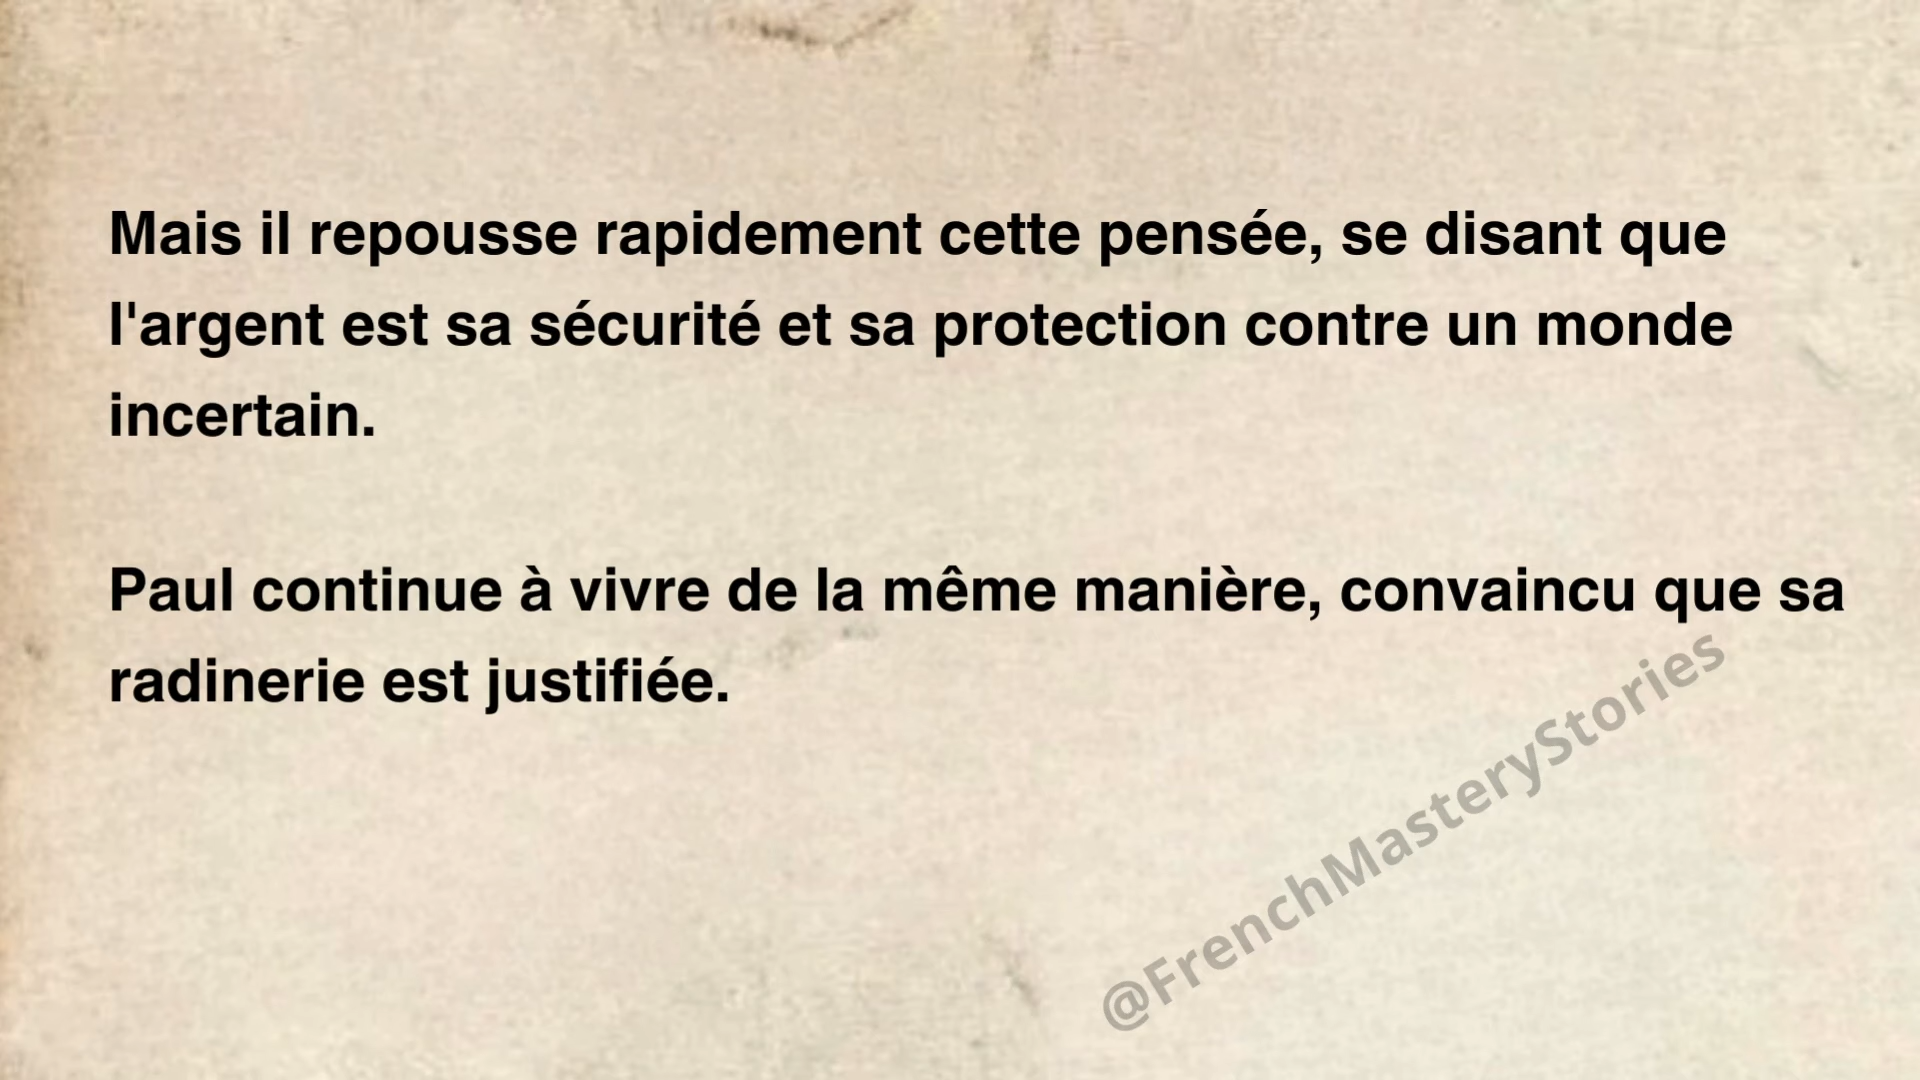 Mais il repousse rapidement cette pensée, se disant que
l'argent est sa sécurité et sa protection contre un monde
incertain.
Paul continue à vivre de la même manière, convaincu que sa
radinerie est justifiée.
@FrenchMasteryStories